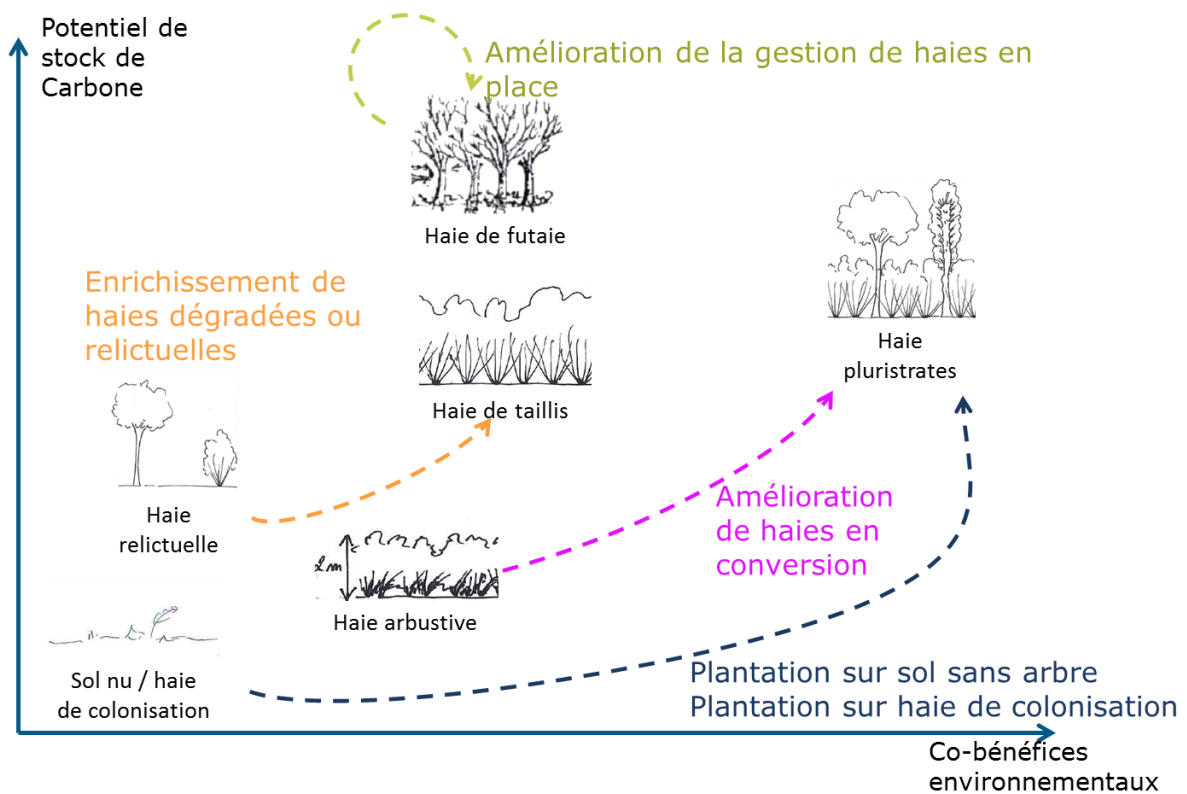 Potentiel de
stock de
Carbone
Amélioration de la gestion de haies en
place
Haie de futaie
Enrichissement de
haies dégradées ou
relictuelles
Haie de taillis
Haie
pluristrates
Haie
relictuelle
Amélioration
de haies en
conversion
2m
Haie arbustive
Sol nu / haie
de colonisation
Plantation sur sol sans arbre
Plantation sur haie de colonisation
Co-bénéfices
environnementaux